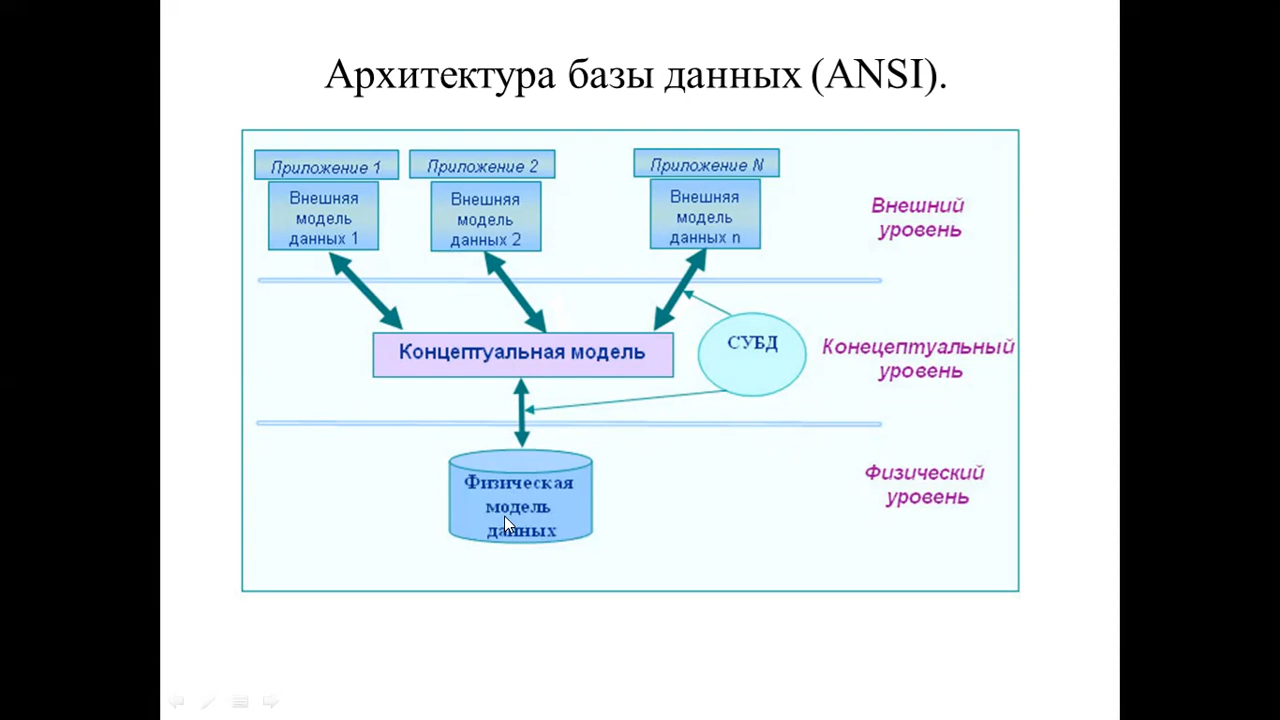 Архитектура базы данных (ANSI).
Приложение 1
Приложение 2
Приложение N
Внешняя
модель
данных 1
Внешняя
модель
данных 2
Внешняя
модель
данных n
Внешний
уровень
Концептуальная модель
СУБД
Конецептуальный
уровень
Физическая
модель
данных
Физический
уровень